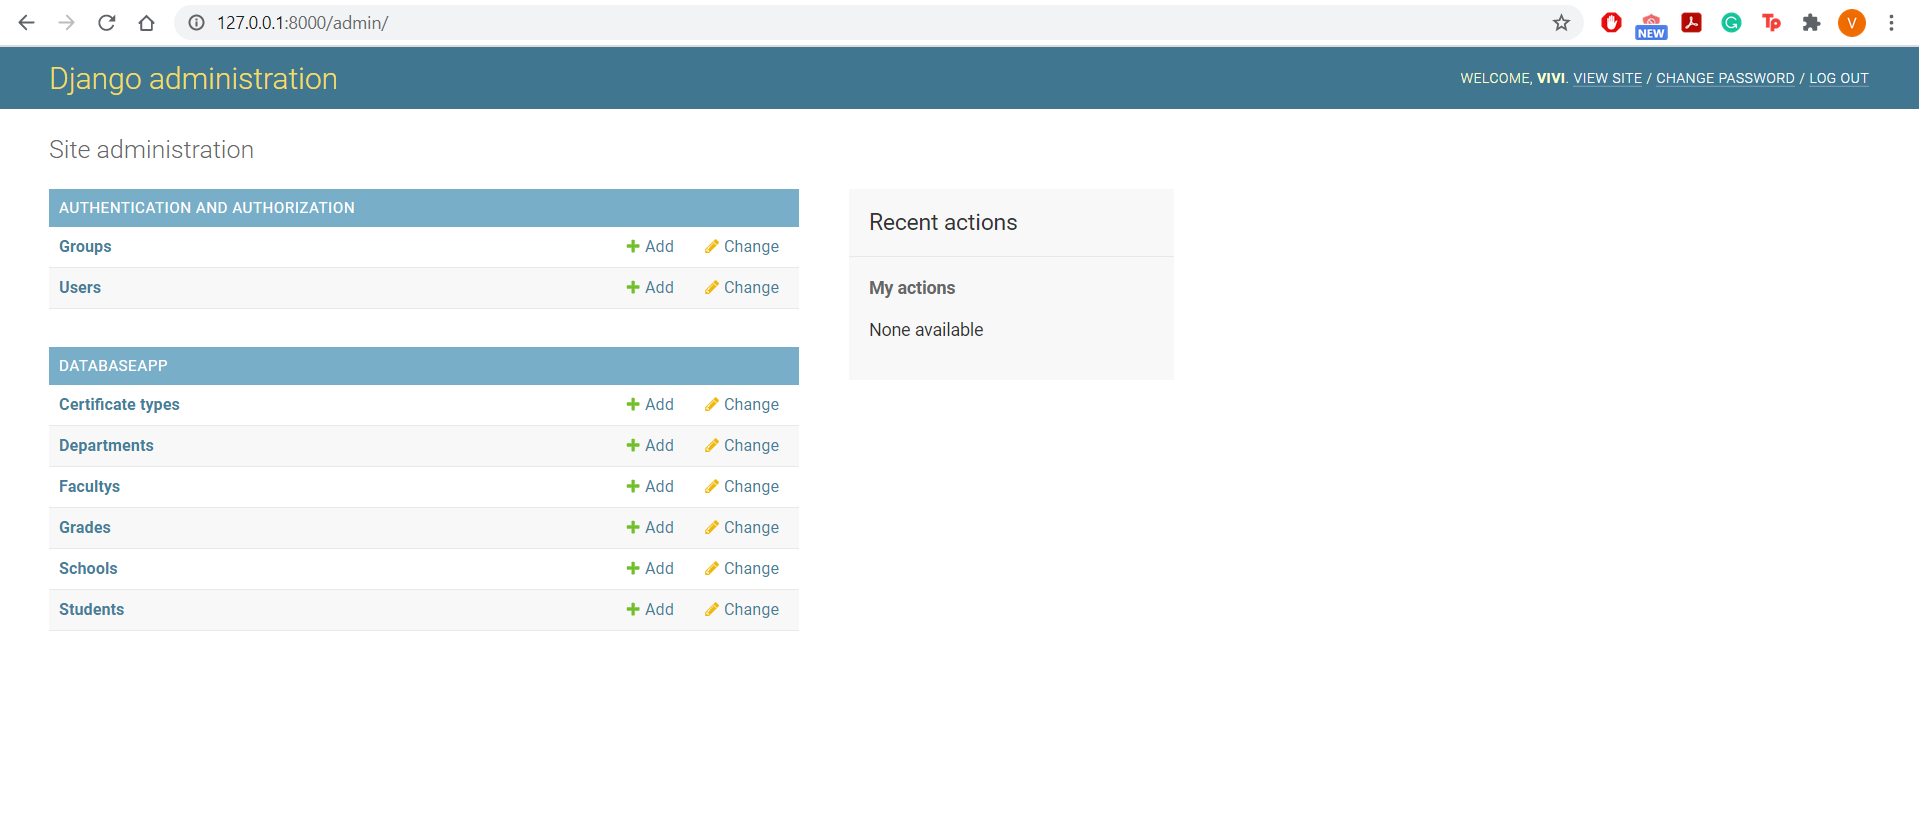 127.0.0.1:8000/admin/
NEW
G
Tp
V
Django administration
WELCOME, VIVI. VIEW SITE / CHANGE PASSWORD / LOG OUT
Site administration
AUTHENTICATION AND AUTHORIZATION
Groups Add Change
Users Add Change
DATABASEAPP
Certificate types Add Change
Departments Add Change
Facultys Add Change
Grades Add Change
Schools Add Change
Students Add Change
Recent actions
My actions
None available